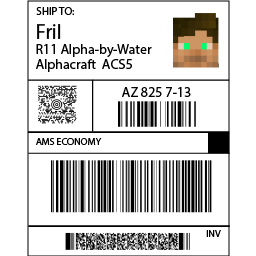 SHIP TO:
Fril
R11 Alpha-by-Water
Alphacraft  ACS5
AZ 825 7-13
AMS ECONOMY
INV